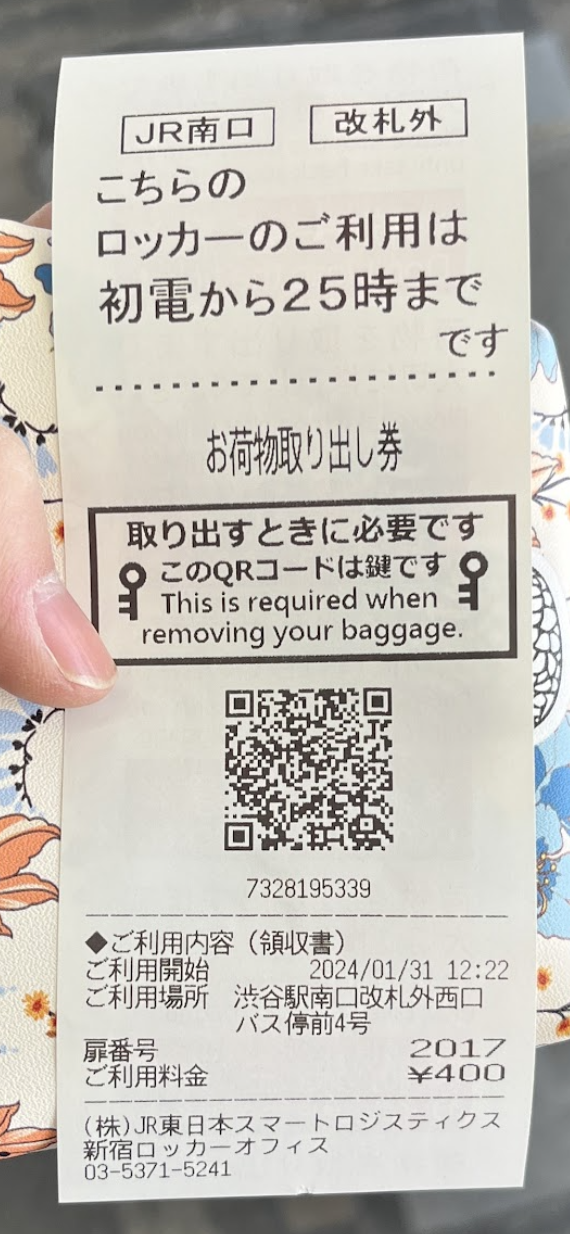 JR南口 改札外
こちらの
ロッカーのご利用は
初電から25時まで
です
お荷物取り出し券
取り出すときに必要です
このQRコードは鍵です
This is required when
removing your baggage.
7328195339
◆ご利用内容(領収書)
ご利用開始 2024/01/31 12:22
ご利用場所 渋谷駅南口改札外西口
バス停前4号
扉番号 2017
ご利用料金 ¥400
(株)JR東日本スマートロジスティクス
新宿ロッカーオフィス
03-5371-5241